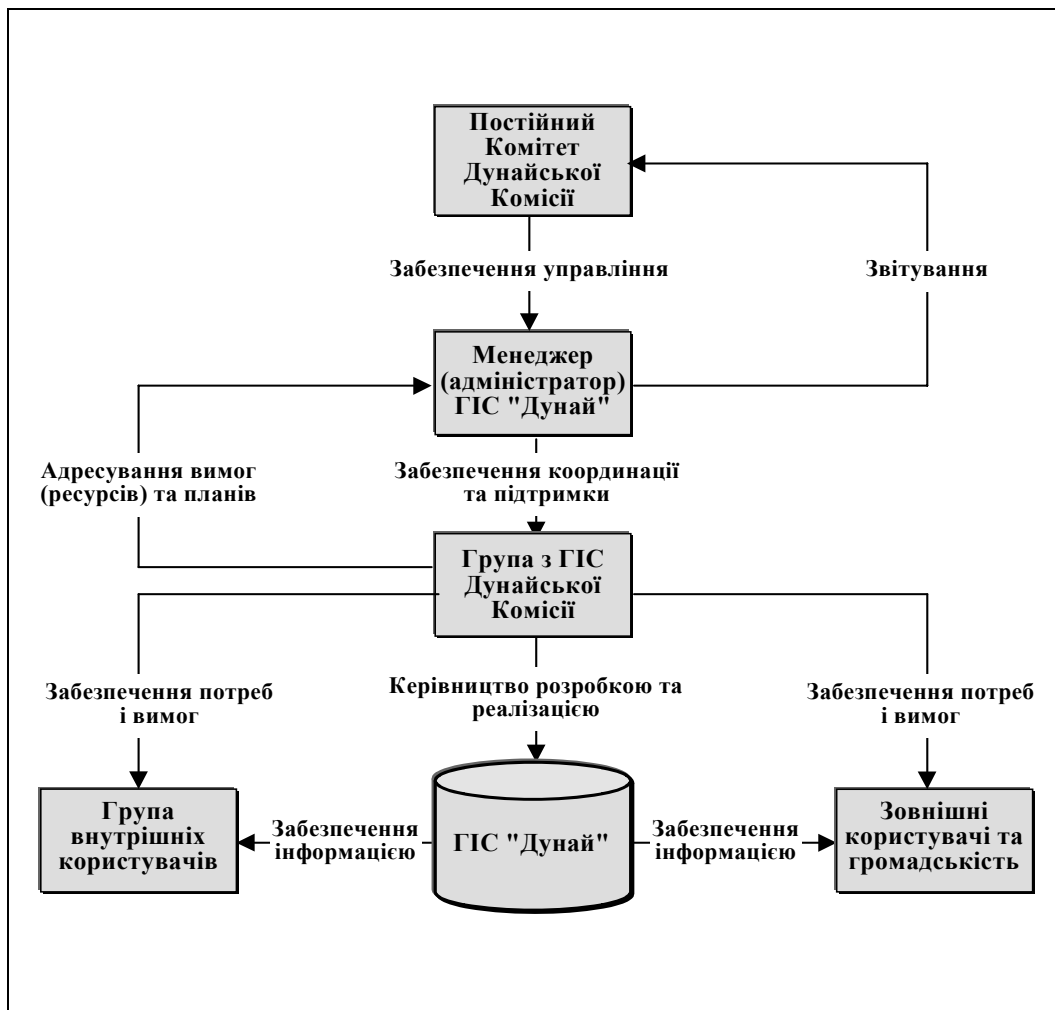 Постійний
Комітет
Дунайської
Комісії
Забезпечення управління
Звітування
Менеджер
(адміністратор)
ГІС "Дунай"
Адресування вимог
(ресурсів) та планів
Забезпечення координації
та підтримки
Група з ГІС
Дунайської
Комісії
Забезпечення потреб
і вимог
Керівництво розробкою та
реалізацією
Забезпечення потреб
і вимог
Група
внутрішніх
користувачів
Забезпечення
інформацією
ГІС "Дунай"
Забезпечення
інформацією
Зовнішні
користувачі та
громадськість